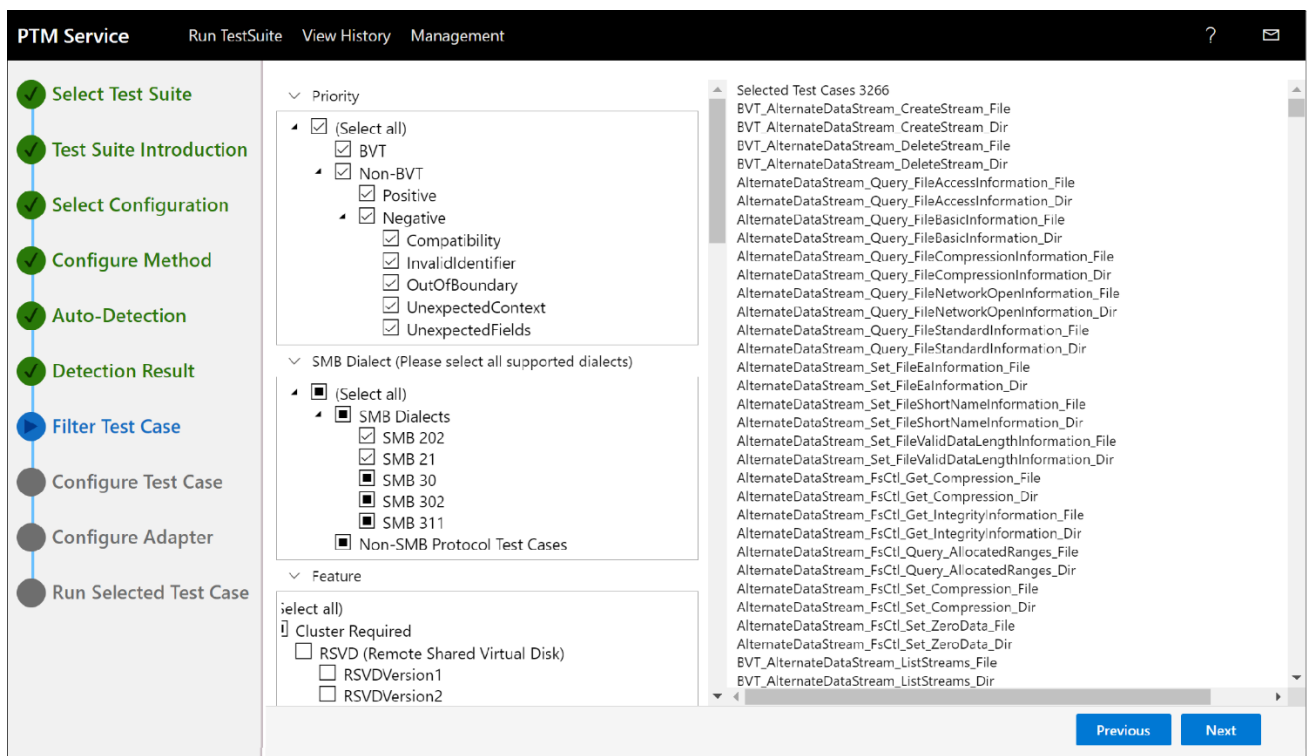 PTM Service Run TestSuite View History Management ?
Select Test Suite
Test Suite Introduction
Select Configuration
Configure Method
Auto-Detection
Detection Result
Filter Test Case
Configure Test Case
Configure Adapter
Run Selected Test Case
Priority
(Select all)
BVT
Non-BVT
Positive
Negative
Compatibility
InvalidIdentifier
OutOfBoundary
UnexpectedContext
UnexpectedFields
SMB Dialect (Please select all supported dialects)
(Select all)
SMB Dialects
SMB 202
SMB 21
SMB 30
SMB 302
SMB 311
Non-SMB Protocol Test Cases
Feature
elect all)
Cluster Required
RSVD (Remote Shared Virtual Disk)
RSVDVersion1
RSVDVersion2
Selected Test Cases 3266
BVT_AlternateDataStream_CreateStream_File
BVT_AlternateDataStream_CreateStream_Dir
BVT_AlternateDataStream_DeleteStream_File
BVT_AlternateDataStream_DeleteStream_Dir
AlternateDataStream_Query_FileAccessInformation_File
AlternateDataStream_Query_FileAccessInformation_Dir
AlternateDataStream_Query_FileBasicInformation_File
AlternateDataStream_Query_FileBasicInformation_Dir
AlternateDataStream_Query_FileCompressionInformation_File
AlternateDataStream_Query_FileCompressionInformation_Dir
AlternateDataStream_Query_FileNetworkOpenInformation_File
AlternateDataStream_Query_FileNetworkOpenInformation_Dir
AlternateDataStream_Query_FileStandardInformation_File
AlternateDataStream_Query_FileStandardInformation_Dir
AlternateDataStream_Set_FileEaInformation_File
AlternateDataStream_Set_FileEaInformation_Dir
AlternateDataStream_Set_FileShortNameInformation_File
AlternateDataStream_Set_FileShortNameInformation_Dir
AlternateDataStream_Set_FileValidDataLengthInformation_File
AlternateDataStream_Set_FileValidDataLengthInformation_Dir
AlternateDataStream_FsCtl_Get_Compression_File
AlternateDataStream_FsCtl_Get_Compression_Dir
AlternateDataStream_FsCtl_Get_IntegrityInformation_File
AlternateDataStream_FsCtl_Get_IntegrityInformation_Dir
AlternateDataStream_FsCtl_Query_AllocatedRanges_File
AlternateDataStream_FsCtl_Query_AllocatedRanges_Dir
AlternateDataStream_FsCtl_Set_Compression_File
AlternateDataStream_FsCtl_Set_Compression_Dir
AlternateDataStream_FsCtl_Set_ZeroData_File
AlternateDataStream_FsCtl_Set_ZeroData_Dir
BVT_AlternateDataStream_ListStreams_File
BVT_AlternateDataStream_ListStreams_Dir
Previous Next